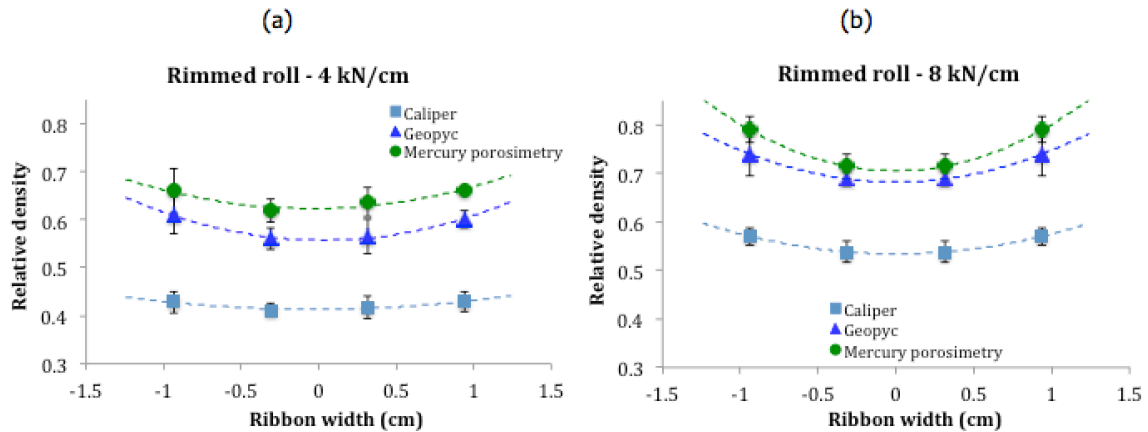 (a)
Rimmed roll - 4 kN/cm
Caliper
Geopyc
Mercury porosimetry
Relative density
0.8
0.7
0.6
0.5
0.4
0.3
-1.5 -1 -0.5 0 0.5 1 1.5
Ribbon width (cm)
(b)
Rimmed roll - 8 kN/cm
Relative density
0.8
0.7
0.6
0.5
0.4
0.3
Caliper
Geopyc
Mercury porosimetry
-1.5 -1 -0.5 0 0.5 1 1.5
Ribbon width (cm)